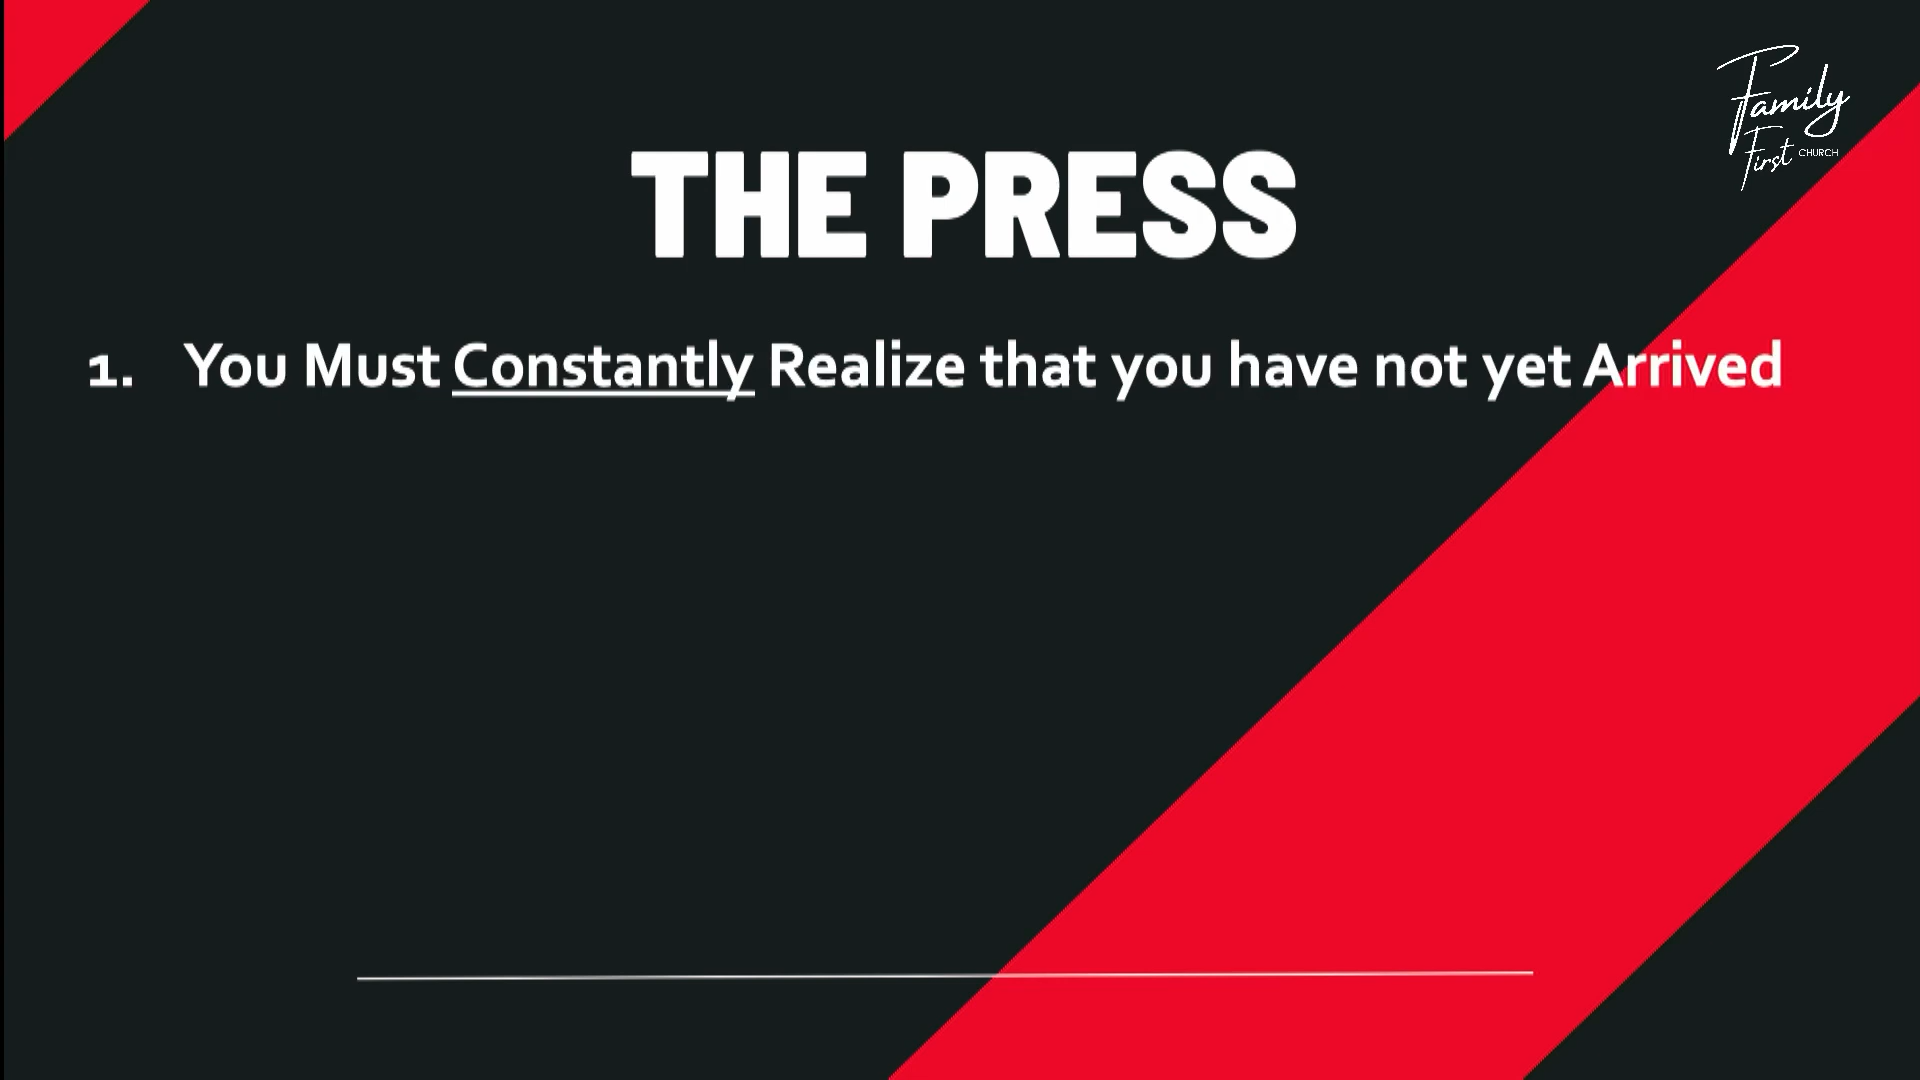 Family
First CHURCH
THE PRESS
1. You Must Constantly Realize that you have not yet Arrived